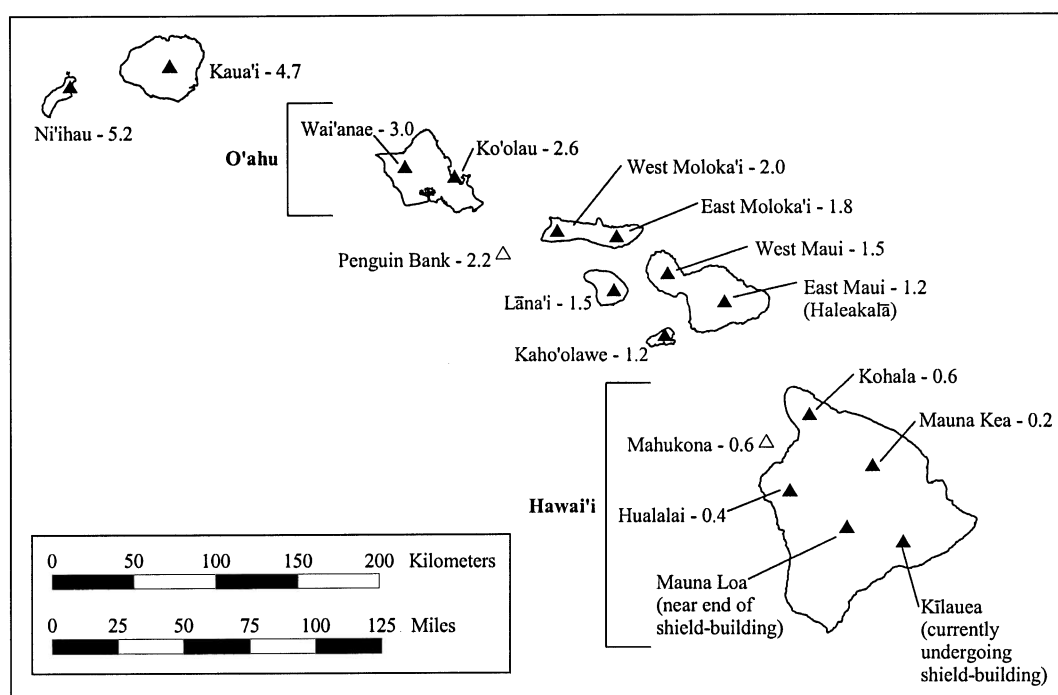 Kaua'i - 4.7
Ni'ihau - 5.2
O'ahu
Wai'anae - 3.0
Ko'olau - 2.6
West Moloka'i - 2.0
East Moloka'i - 1.8
Penguin Bank - 2.2
West Maui - 1.5
Lāna'i - 1.5
East Maui - 1.2
(Haleakalā)
Kaho'olawe - 1.2
Hawai'i
Kohala - 0.6
Mauna Kea - 0.2
Mahukona - 0.6
Hualalai - 0.4
Mauna Loa
(near end of
shield-building)
Kīlauea
(currently
undergoing
shield-building)
0 50 100 150 200 Kilometers
0 25 50 75 100 125 Miles